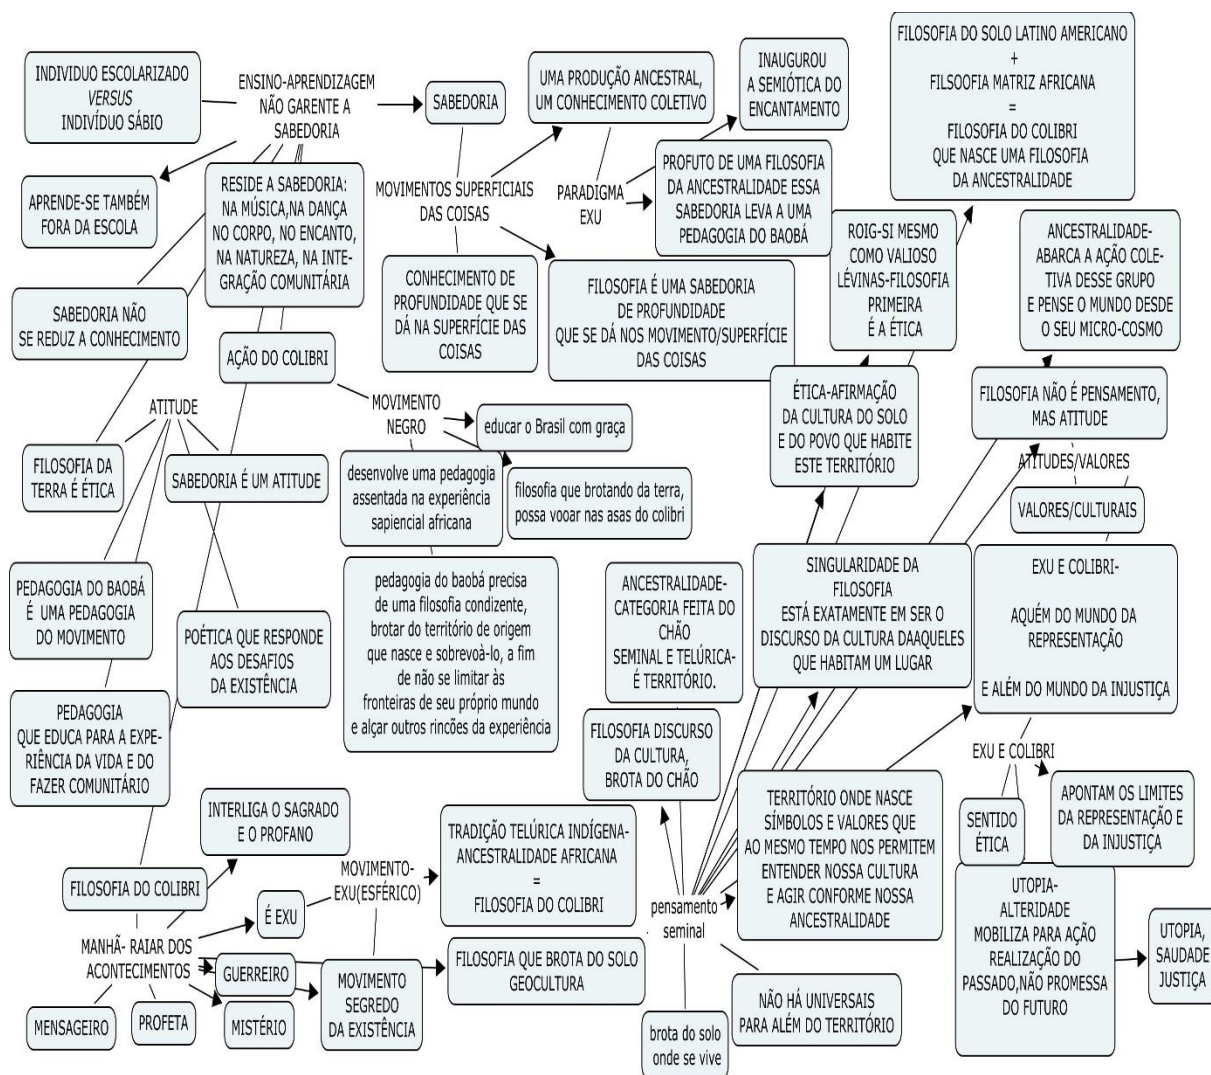 INDIVIDUO ESCOLARIZADO
VERSUS
INDIVÍDUO SÁBIO
ENSINO-APRENDIZAGEM
NÃO GARENTE A
SABEDORIA
SABEDORIA
UMA PRODUÇÃO ANCESTRAL,
UM CONHECIMENTO COLETIVO
INAUGUROU
A SEMIÓTICA DO
ENCANTAMENTO
FILOSOFIA DO SOLO LATINO AMERICANO
+
FILSOOFIA MATRIZ AFRICANA
=
FILOSOFIA DO COLIBRI
QUE NASCE UMA FILOSOFIA
DA ANCESTRALIDADE
APRENDE-SE TAMBÉM
FORA DA ESCOLA
RESIDE A SABEDORIA:
NA MÚSICA,NA DANÇA
NO CORPO, NO ENCANTO,
NA NATUREZA, NA INTE-
GRAÇÃO COMUNITÁRIA
MOVIMENTOS SUPERFICIAIS
DAS COISAS
PARADIGMA
EXU
PROFUTO DE UMA FILOSOFIA
DA ANCESTRALIDADE ESSA
SABEDORIA LEVA A UMA
PEDAGOGIA DO BAOBÁ
ROIG-SI MESMO
COMO VALIOSO
LÉVINAS-FILOSOFIA
PRIMEIRA
É A ÉTICA
ANCESTRALIDADE-
ABARCA A AÇÃO COLE-
TIVA DESSE GRUPO
E PENSE O MUNDO DESDE
O SEU MICRO-COSMO
SABEDORIA NÃO
SE REDUZ A CONHECIMENTO
CONHECIMENTO DE
PROFUNDIDADE QUE SE
DÁ NA SUPERFÍCIE DAS
COISAS
FILOSOFIA É UMA SABEDORIA
DE PROFUNDIDADE
QUE SE DÁ NOS MOVIMENTO/SUPERFÍCIE
DAS COISAS
AÇÃO DO COLIBRI
ATITUDE
MOVIMENTO
NEGRO
educar o Brasil com graça
ÉTICA-AFIRMAÇÃO
DA CULTURA DO SOLO
E DO POVO QUE HABITE
ESTE TERRITÓRIO
FILOSOFIA NÃO É PENSAMENTO,
MAS ATITUDE
FILOSOFIA DA
TERRA É ÉTICA
SABEDORIA É UM ATITUDE
desenvolve uma pedagogia
assentada na experiência
sapiencial africana
filosofia que brotando da terra,
possa vooar nas asas do colibri
ATITUDES/VALORES
VALORES/CULTURAIS
PEDAGOGIA DO BAOBÁ
É UMA PEDAGOGIA
DO MOVIMENTO
POÉTICA QUE RESPONDE
AOS DESAFIOS
DA EXISTÊNCIA
pedagogia do baobá precisa
de uma filosofia condizente,
brotar do território de origem
que nasce e sobrevoà-lo, a fim
de não se limitar às
fronteiras de seu próprio mundo
e alçar outros rincões da experiência
ANCESTRALIDADE-
CATEGORIA FEITA DO
CHÃO
SEMINAL E TELÚRICA-
É TERRITÓRIO.
SINGULARIDADE DA
FILOSOFIA
ESTÁ EXATAMENTE EM SER O
DISCURSO DA CULTURA DAAQUELES
QUE HABITAM UM LUGAR
EXU E COLIBRI-
AQUÉM DO MUNDO DA
REPRESENTAÇÃO
E ALÉM DO MUNDO DA INJUSTIÇA
PEDAGOGIA
QUE EDUCA PARA A EXPE-
RIÊNCIA DA VIDA E DO
FAZER COMUNITÁRIO
FILOSOFIA DISCURSO
DA CULTURA,
BROTA DO CHÃO
EXU E COLIBRI
INTERLIGA O SAGRADO
E O PROFANO
TERRITÓRIO ONDE NASCE
SÍMBOLOS E VALORES QUE
AO MESMO TEMPO NOS PERMITEM
ENTENDER NOSSA CULTURA
E AGIR CONFORME NOSSA
ANCESTRALIDADE
SENTIDO
ÉTICA
APONTAM OS LIMITES
DA REPRESENTAÇÃO E
DA INJUSTIÇA
FILOSOFIA DO COLIBRI
É EXU
MOVIMENTO-
EXU(ESFÉRICO)
TRADIÇÃO TELÚRICA INDÍGENA-
ANCESTRALIDADE AFRICANA
=
FILOSOFIA DO COLIBRI
pensamento
seminal
UTOPIA-
ALTERIDADE
MOBILIZA PARA AÇÃO
REALIZAÇÃO DO
PASSADO,NÃO PROMESSA
DO FUTURO
UTOPIA,
SAUDADE
JUSTIÇA
MANHÃ- RAIAR DOS
ACONTECIMENTOS
GUERREIRO
MOVIMENTO
SEGREDO
DA EXISTÊNCIA
FILOSOFIA QUE BROTA DO SOLO
GEOCULTURA
MENSAGEIRO
PROFETA
MISTÉRIO
brota do solo
onde se vive
NÃO HÁ UNIVERSAIS
PARA ALÉM DO TERRITÓRIO